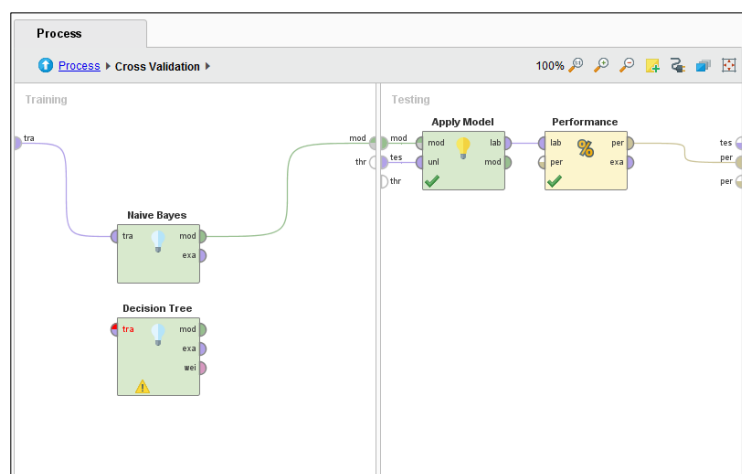 Process
Process ▸ Cross Validation ▸
100%
Training
Testing
tra
mod
thr
Naive Bayes
tra
mod
exa
Decision Tree
tra
mod
exa
wei
mod
tes
thr
Apply Model
mod
lab
unl
mod
Performance
lab
per
per
exa
%
tes
per
per